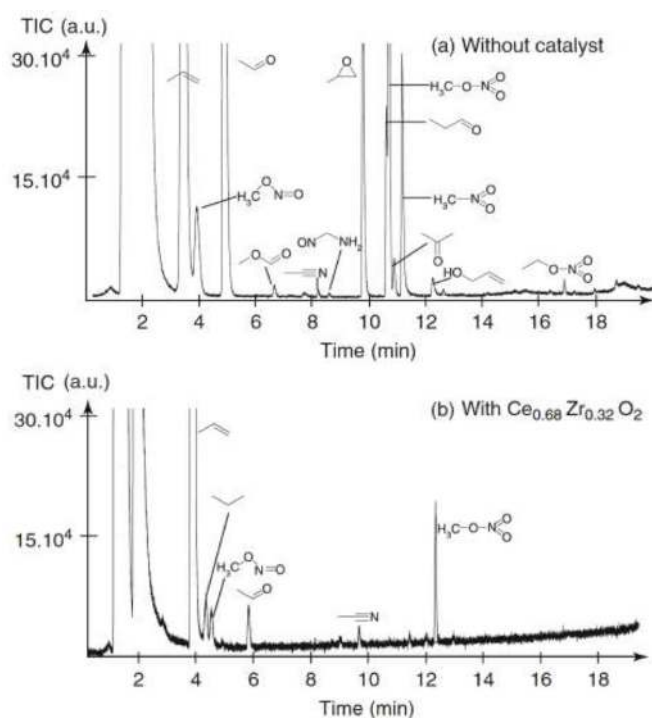 TIC (a.u.)
(a) Without catalyst
30.10⁴
15.10⁴
O
O
H₃C O N O O
O
H₃C O N=O
H₃C N O O
O O
ON NH₂
N
O
HO
O N O O
2 4 6 8 10 12 14 16 18
Time (min)
TIC (a.u.)
(b) With Ce0.68 Zr0.32 O2
30.10⁴
15.10⁴
H₃C O N=O
O
N
H₃C O N O O
2 4 6 8 10 12 14 16 18
Time (min)